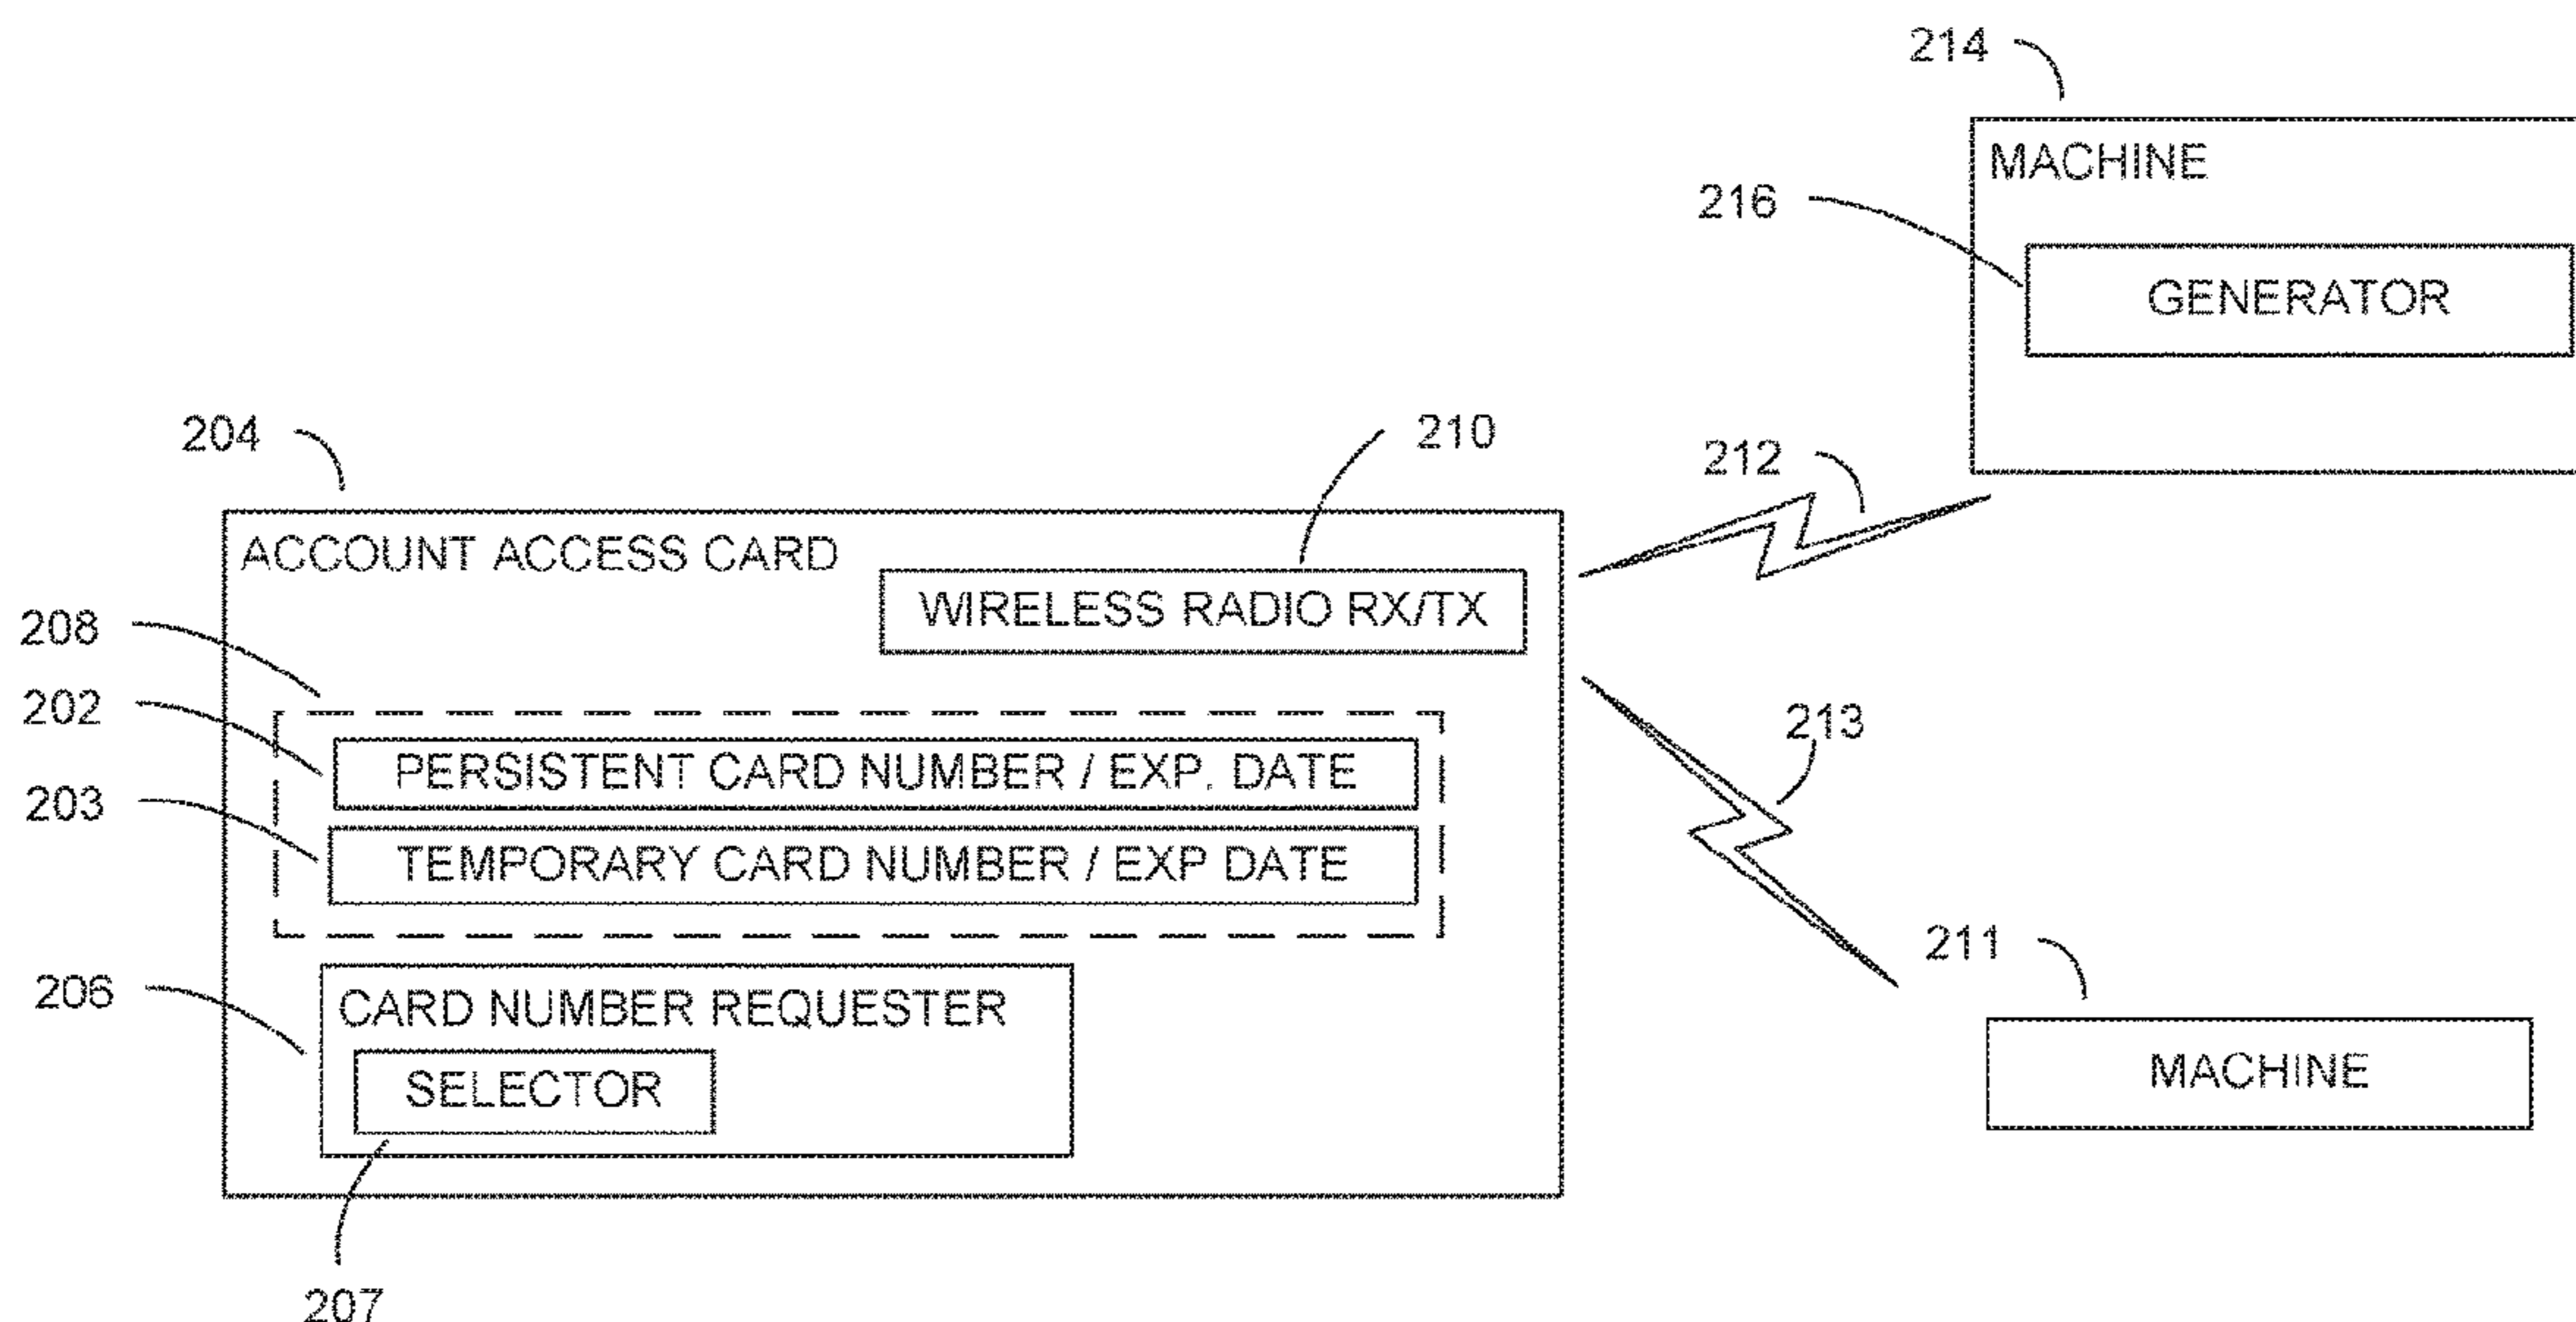 214
MACHINE
216
GENERATOR
204
210
212
ACCOUNT ACCESS CARD
WIRELESS RADIO RX/TX
208
202
PERSISTENT CARD NUMBER / EXP. DATE
213
203
TEMPORARY CARD NUMBER / EXP DATE
211
206
CARD NUMBER REQUESTER
SELECTOR
MACHINE
207